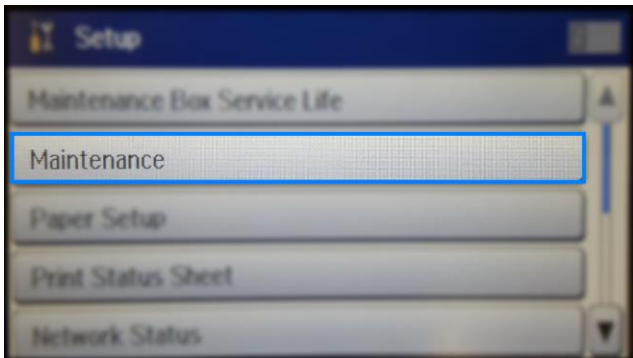 Setup
Maintenance Box Service Life
Maintenance
Paper Setup
Print Status Sheet
Network Status